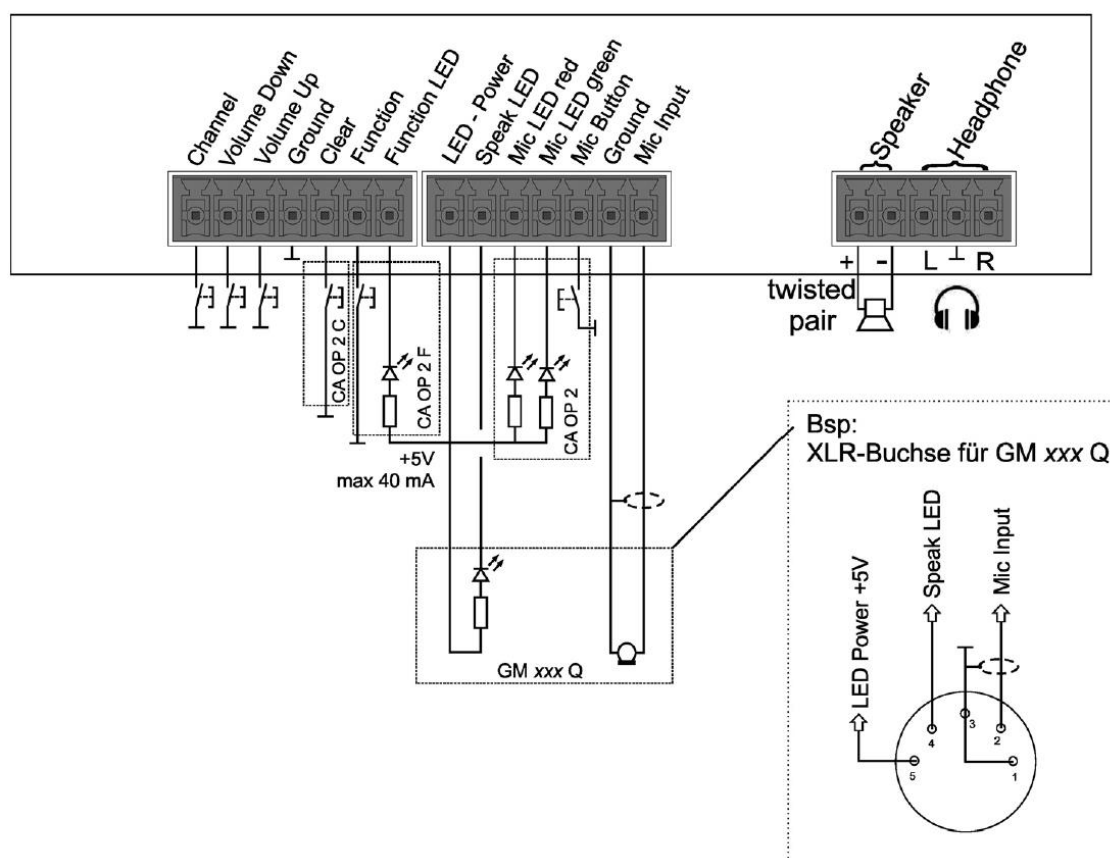 Channel
Volume Down
Volume Up
Ground
Clear
Function
Function LED
LED - Power
Speak LED
Mic LED red
Mic LED green
Mic Button
Ground
Mic Input
Speaker
Headphone
+ - L R
twisted
pair
CA OP 2 C
CA OP 2 F
CA OP 2
+5V
max 40 mA
GM xxx Q
Bsp:
XLR-Buchse für GM xxx Q
LED Power +5V
Speak LED
Mic Input
3
4
2
5
1